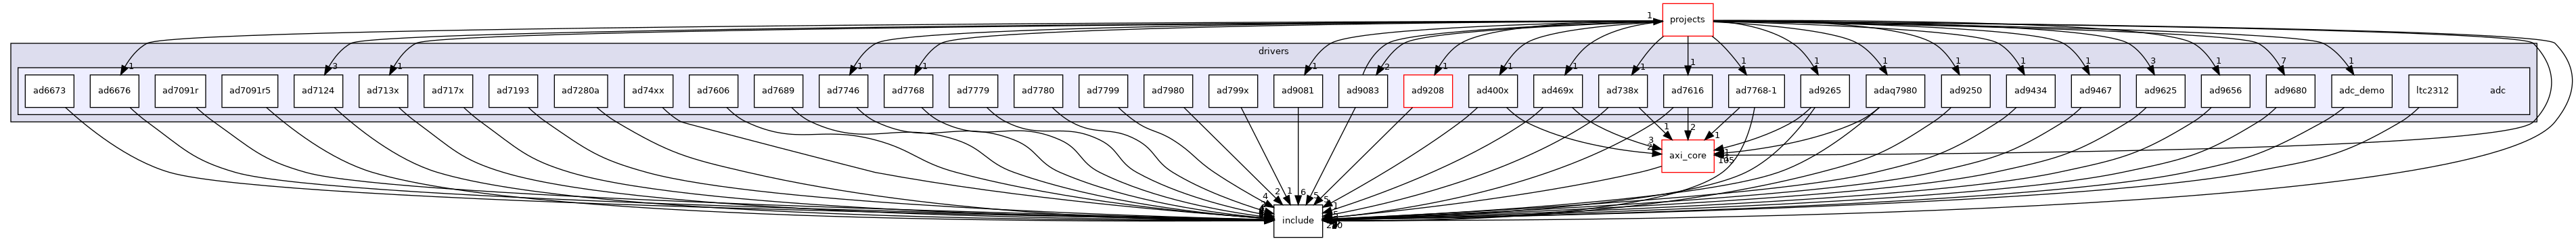 projects
1
drivers
1
3
1
1
1
1
2
1
1
1
1
1
1
1
1
1
1
1
3
1
7
1
ad6673
ad6676
ad7091r
ad7091r5
ad7124
ad713x
ad717x
ad7193
ad7280a
ad74xx
ad7606
ad7689
ad7746
ad7768
ad7779
ad7780
ad7799
ad7980
ad799x
ad9081
ad9083
ad9208
ad400x
ad469x
ad738x
ad7616
ad7768-1
ad9265
adaq7980
ad9250
ad9434
ad9467
ad9625
ad9656
ad9680
adc_demo
ltc2312
adc
1
2
1
3
axi_core
4
2
1
6
5
5
include